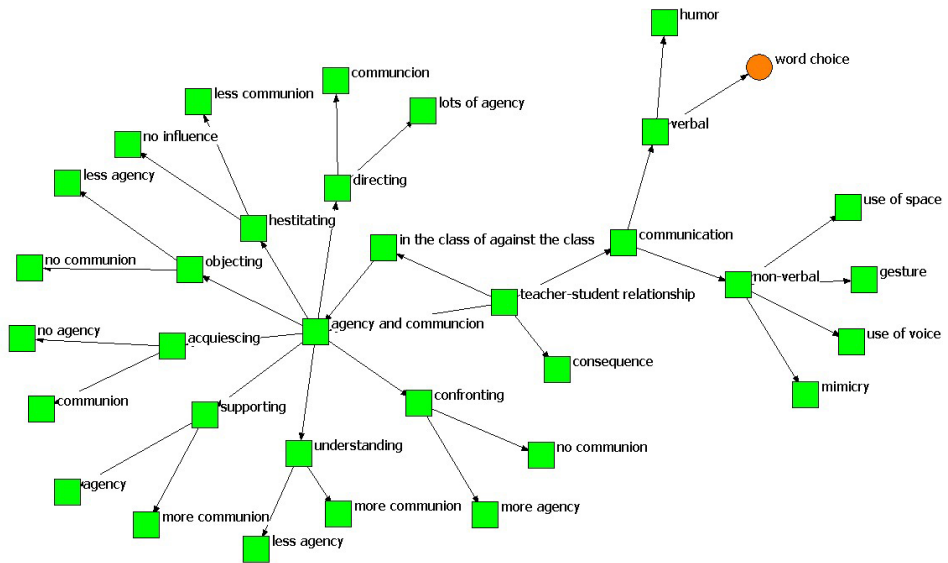 humor
word choice
communcion
less communion
lots of agency
verbal
no influence
less agency
directing
use of space
hestitating
communication
in the class of against the class
no communion
objecting
non-verbal
gesture
teacher-student relationship
agency and communcion
no agency
acquiescing
use of voice
consequence
mimicry
communion
supporting
confronting
understanding
no communion
agency
more communion
more communion
more agency
less agency